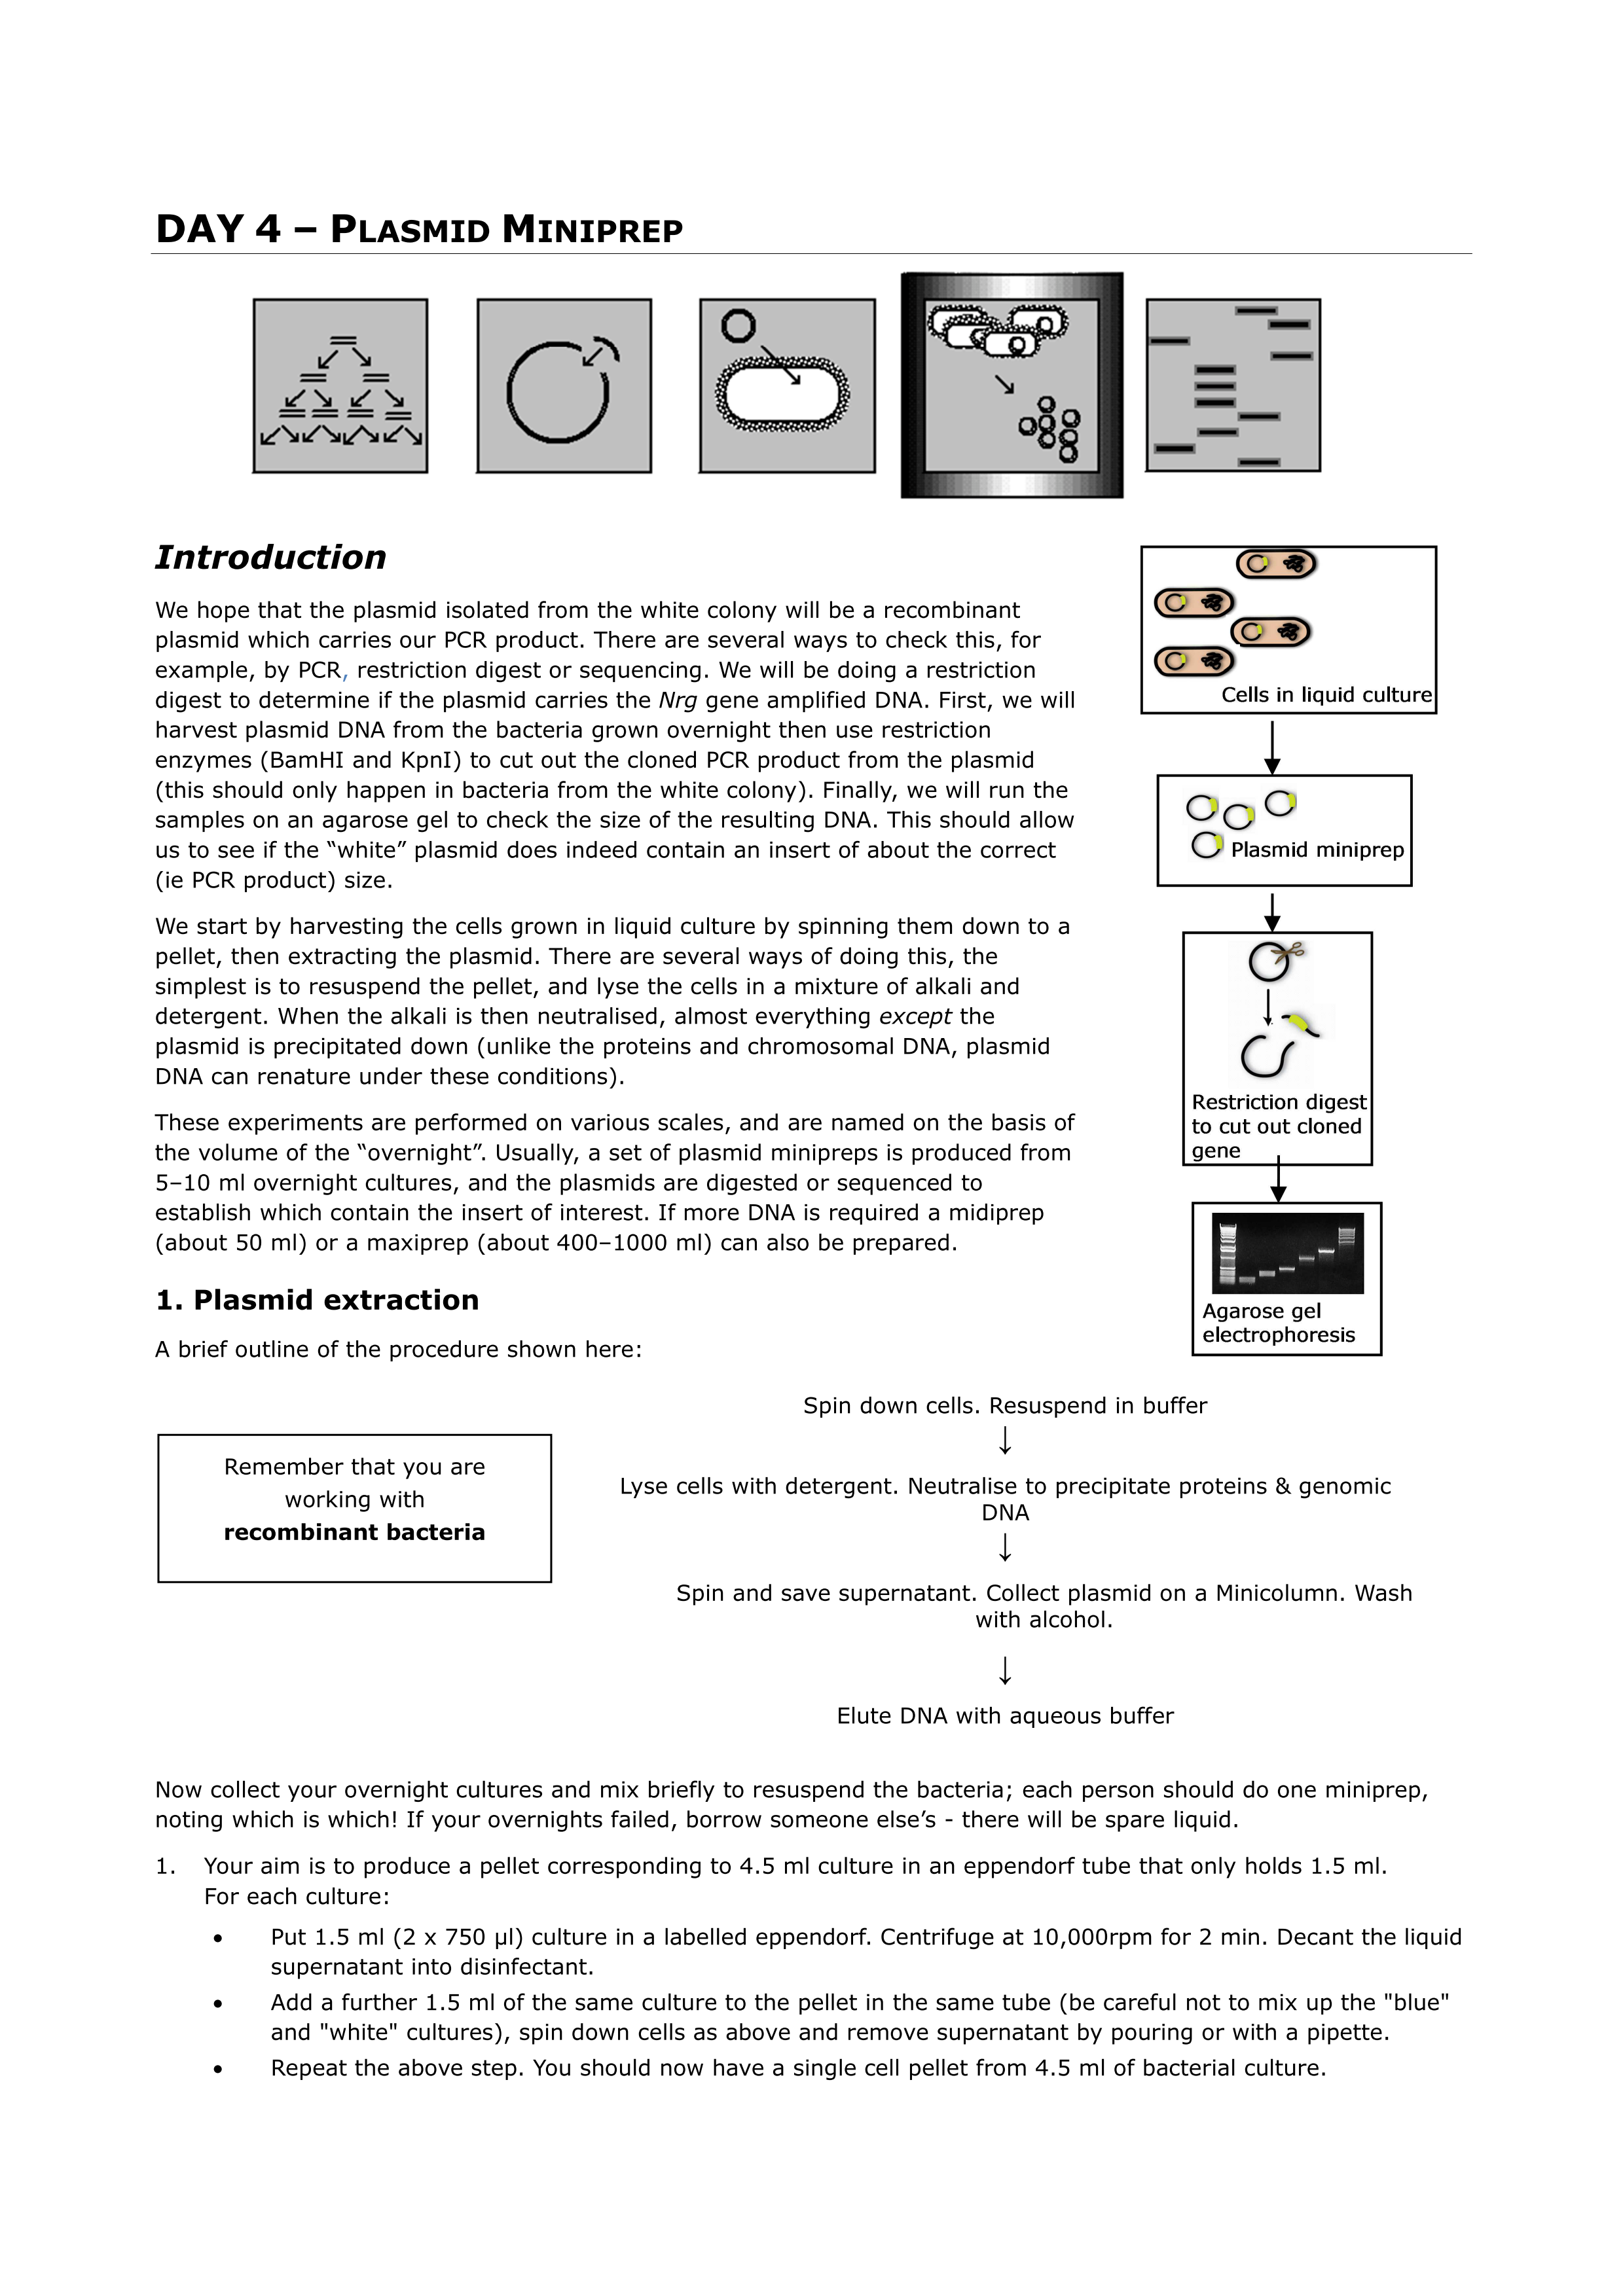 DAY 4 – PLASMID MINIPREP
Introduction
We hope that the plasmid isolated from the white colony will be a recombinant
plasmid which carries our PCR product. There are several ways to check this, for
example, by PCR, restriction digest or sequencing. We will be doing a restriction
digest to determine if the plasmid carries the Nrg gene amplified DNA. First, we will
harvest plasmid DNA from the bacteria grown overnight then use restriction
enzymes (BamHI and KpnI) to cut out the cloned PCR product from the plasmid
(this should only happen in bacteria from the white colony). Finally, we will run the
samples on an agarose gel to check the size of the resulting DNA. This should allow
us to see if the “white” plasmid does indeed contain an insert of about the correct
(ie PCR product) size.
We start by harvesting the cells grown in liquid culture by spinning them down to a
pellet, then extracting the plasmid. There are several ways of doing this, the
simplest is to resuspend the pellet, and lyse the cells in a mixture of alkali and
detergent. When the alkali is then neutralised, almost everything except the
plasmid is precipitated down (unlike the proteins and chromosomal DNA, plasmid
DNA can renature under these conditions).
These experiments are performed on various scales, and are named on the basis of
the volume of the “overnight”. Usually, a set of plasmid minipreps is produced from
5–10 ml overnight cultures, and the plasmids are digested or sequenced to
establish which contain the insert of interest. If more DNA is required a midiprep
(about 50 ml) or a maxiprep (about 400–1000 ml) can also be prepared.
Cells in liquid culture
Plasmid miniprep
Restriction digest
to cut out cloned
gene
Agarose gel
electrophoresis
1. Plasmid extraction
A brief outline of the procedure shown here:
Remember that you are
working with
recombinant bacteria
Spin down cells. Resuspend in buffer
↓
Lyse cells with detergent. Neutralise to precipitate proteins & genomic
DNA
↓
Spin and save supernatant. Collect plasmid on a Minicolumn. Wash
with alcohol.
↓
Elute DNA with aqueous buffer
Now collect your overnight cultures and mix briefly to resuspend the bacteria; each person should do one miniprep,
noting which is which! If your overnights failed, borrow someone else’s - there will be spare liquid.
1. Your aim is to produce a pellet corresponding to 4.5 ml culture in an eppendorf tube that only holds 1.5 ml.
For each culture:
• Put 1.5 ml (2 x 750 µl) culture in a labelled eppendorf. Centrifuge at 10,000rpm for 2 min. Decant the liquid
supernatant into disinfectant.
• Add a further 1.5 ml of the same culture to the pellet in the same tube (be careful not to mix up the "blue"
and "white" cultures), spin down cells as above and remove supernatant by pouring or with a pipette.
• Repeat the above step. You should now have a single cell pellet from 4.5 ml of bacterial culture.